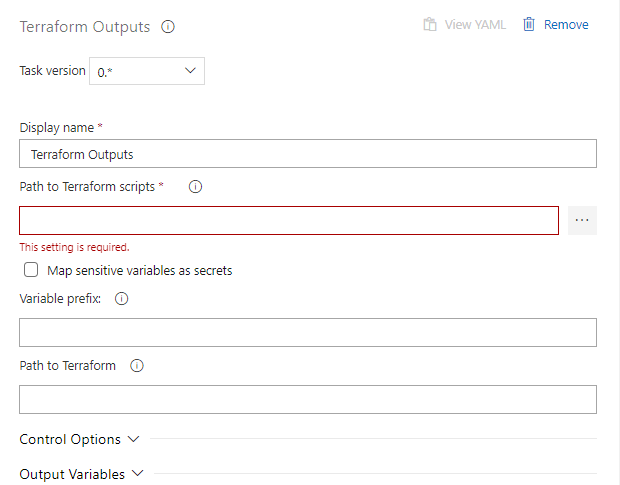 Terraform Outputs
View YAML
Remove
Task version
0.*
Display name *
Terraform Outputs
Path to Terraform scripts *
...
This setting is required.
Map sensitive variables as secrets
Variable prefix:
Path to Terraform
Control Options
Output Variables